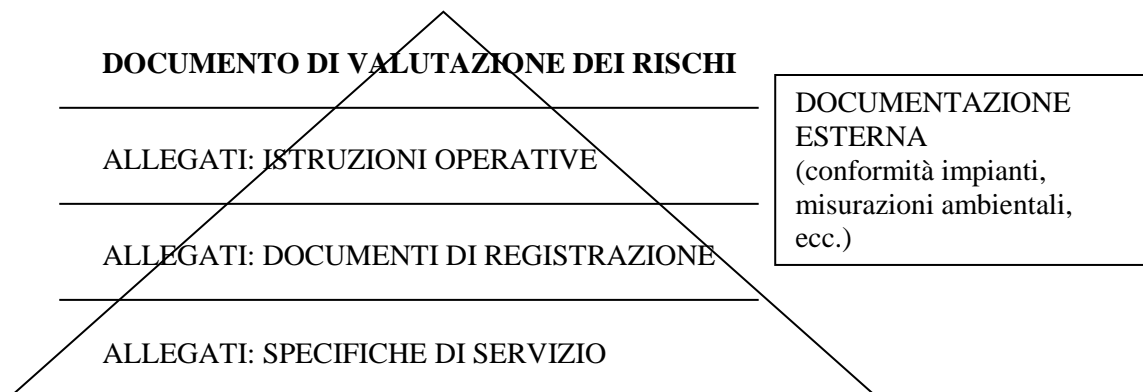 DOCUMENTO DI VALUTAZIONE DEI RISCHI
ALLEGATI: ISTRUZIONI OPERATIVE
ALLEGATI: DOCUMENTI DI REGISTRAZIONE
ALLEGATI: SPECIFICHE DI SERVIZIO
DOCUMENTAZIONE
ESTERNA
(conformità impianti,
misurazioni ambientali,
ecc.)